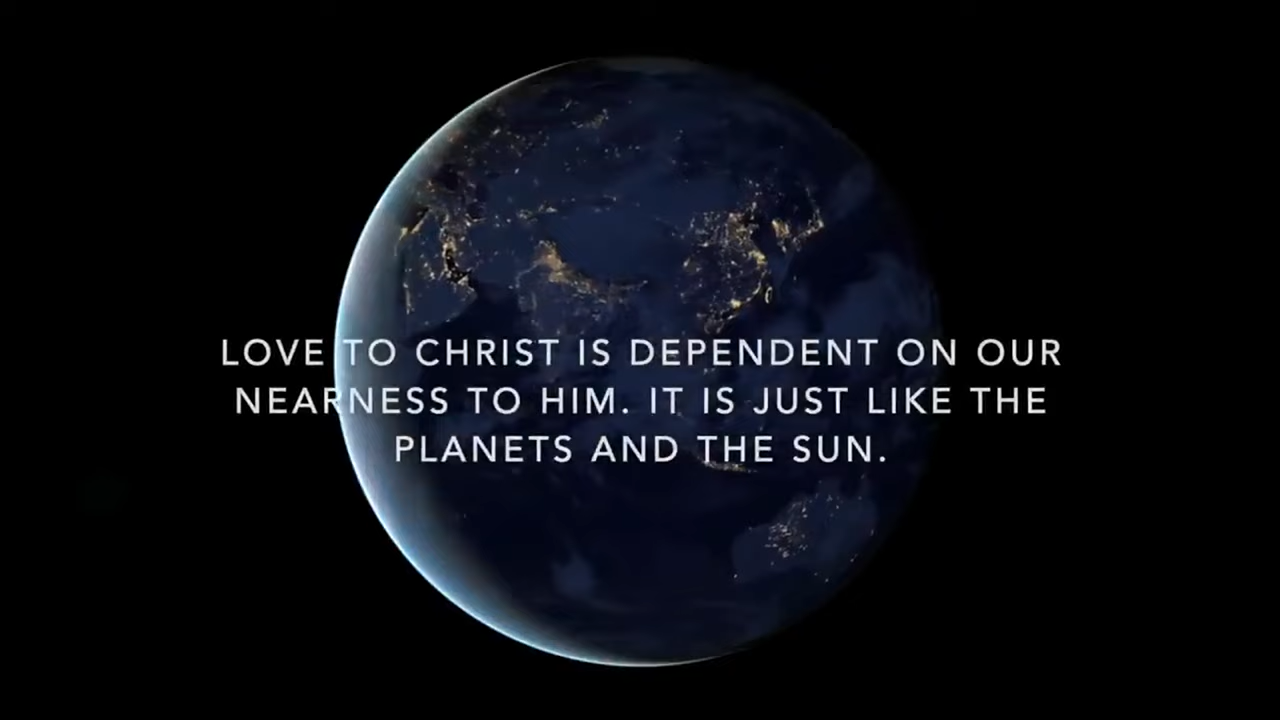 LOVE TO CHRIST IS DEPENDENT ON OUR
NEARNESS TO HIM. IT IS JUST LIKE THE
PLANETS AND THE SUN.